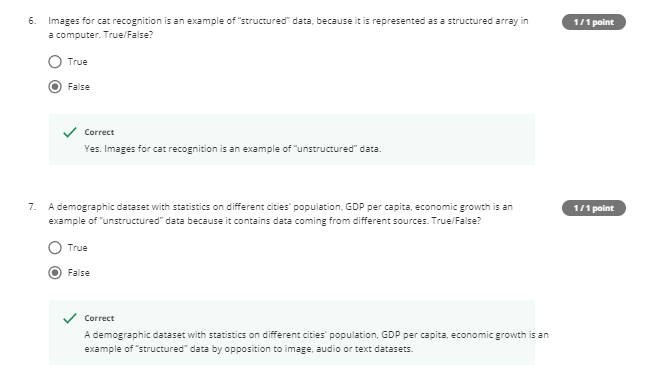 6. Images for cat recognition is an example of "structured" data, because it is represented as a structured array in
a computer. True/False?
1 / 1 point
True
False
Correct
Yes. Images for cat recognition is an example of "unstructured" data.
7. A demographic dataset with statistics on different cities' population, GDP per capita, economic growth is an
example of "unstructured" data because it contains data coming from different sources. True/False?
1 / 1 point
True
False
Correct
A demographic dataset with statistics on different cities' population, GDP per capita, economic growth is an
example of "structured" data by opposition to image, audio or text datasets.